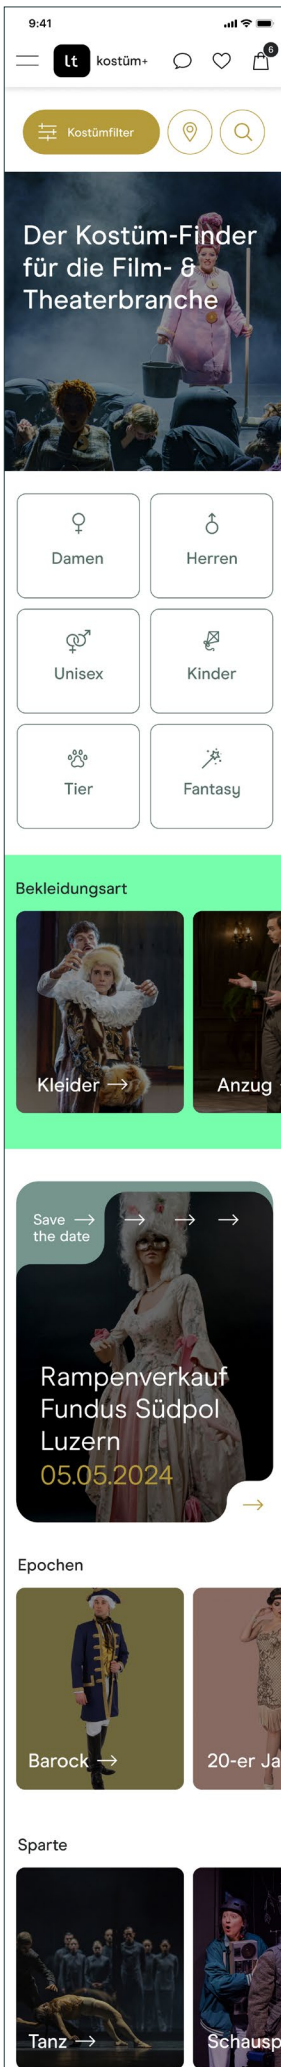 9:41
lt kostüm+
6
Kostümfilter
Der Kostüm-Finder
für die Film- &
Theaterbranche
Damen
Herren
Unisex
Kinder
Tier
Fantasy
Bekleidungsart
Kleider →
Anzug
Save →
the date
→ → →
Rampenverkauf
Fundus Südpol
Luzern
05.05.2024
→
Epochen
Barock →
20-er Ja
Sparte
Tanz →
Schausp